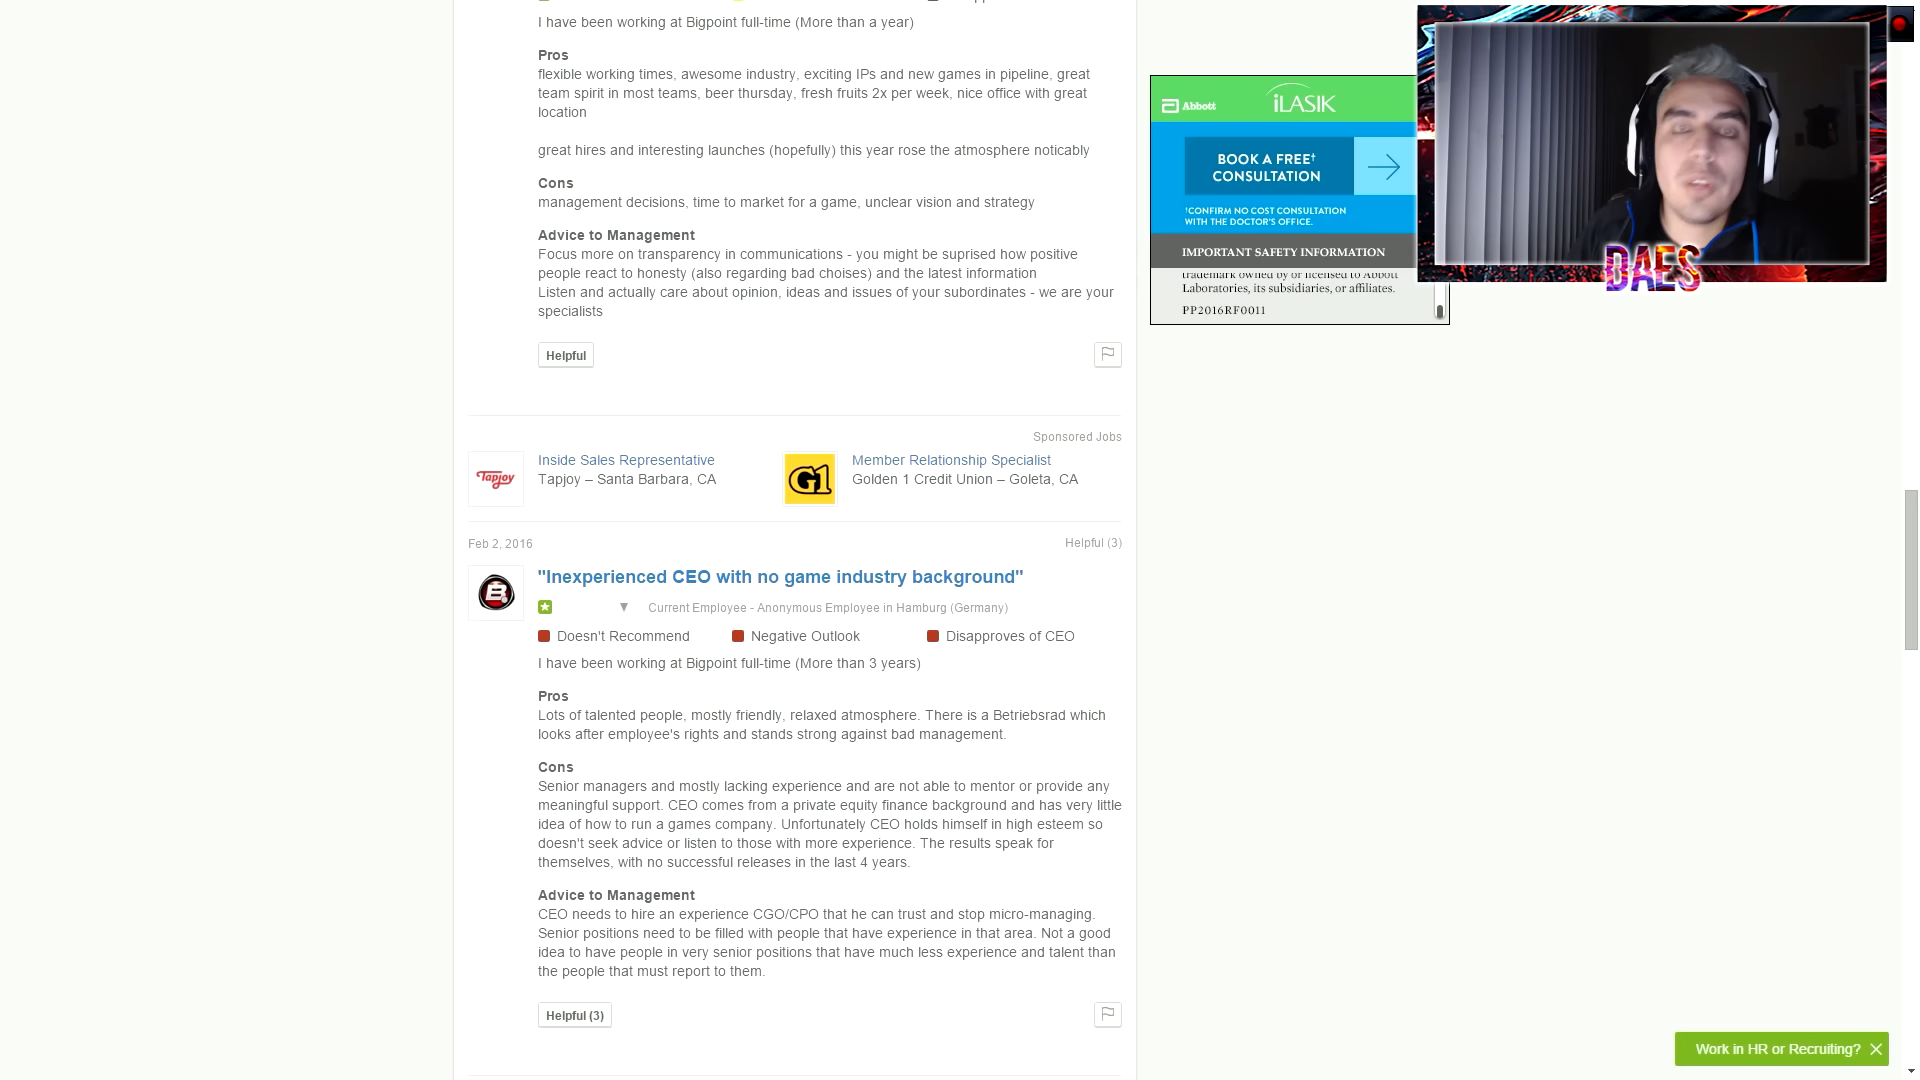 I have been working at Bigpoint full-time (More than a year)
Pros
flexible working times, awesome industry, exciting IPs and new games in pipeline, great
team spirit in most teams, beer thursday, fresh fruits 2x per week, nice office with great
location
great hires and interesting launches (hopefully) this year rose the atmosphere noticably
Cons
management decisions, time to market for a game, unclear vision and strategy
Advice to Management
Focus more on transparency in communications - you might be suprised how positive
people react to honesty (also regarding bad choises) and the latest information
Listen and actually care about opinion, ideas and issues of your subordinates - we are your
specialists
Helpful
Sponsored Jobs
Tapjoy
Inside Sales Representative
Tapjoy – Santa Barbara, CA
G1
Member Relationship Specialist
Golden 1 Credit Union – Goleta, CA
Feb 2, 2016
Helpful (3)
"Inexperienced CEO with no game industry background"
Current Employee - Anonymous Employee in Hamburg (Germany)
Doesn't Recommend
Negative Outlook
Disapproves of CEO
I have been working at Bigpoint full-time (More than 3 years)
Pros
Lots of talented people, mostly friendly, relaxed atmosphere. There is a Betriebsrad which
looks after employee's rights and stands strong against bad management.
Cons
Senior managers and mostly lacking experience and are not able to mentor or provide any
meaningful support. CEO comes from a private equity finance background and has very little
idea of how to run a games company. Unfortunately CEO holds himself in high esteem so
doesn't seek advice or listen to those with more experience. The results speak for
themselves, with no successful releases in the last 4 years.
Advice to Management
CEO needs to hire an experience CGO/CPO that he can trust and stop micro-managing.
Senior positions need to be filled with people that have experience in that area. Not a good
idea to have people in very senior positions that have much less experience and talent than
the people that must report to them.
Helpful (3)
Abbott
iLASIK
BOOK A FREE†
CONSULTATION
†CONFIRM NO COST CONSULTATION
WITH THE DOCTOR'S OFFICE.
IMPORTANT SAFETY INFORMATION
trademark owned by or licensed to Abbott
Laboratories, its subsidiaries, or affiliates.
PP2016RF0011
DAES
Work in HR or Recruiting?